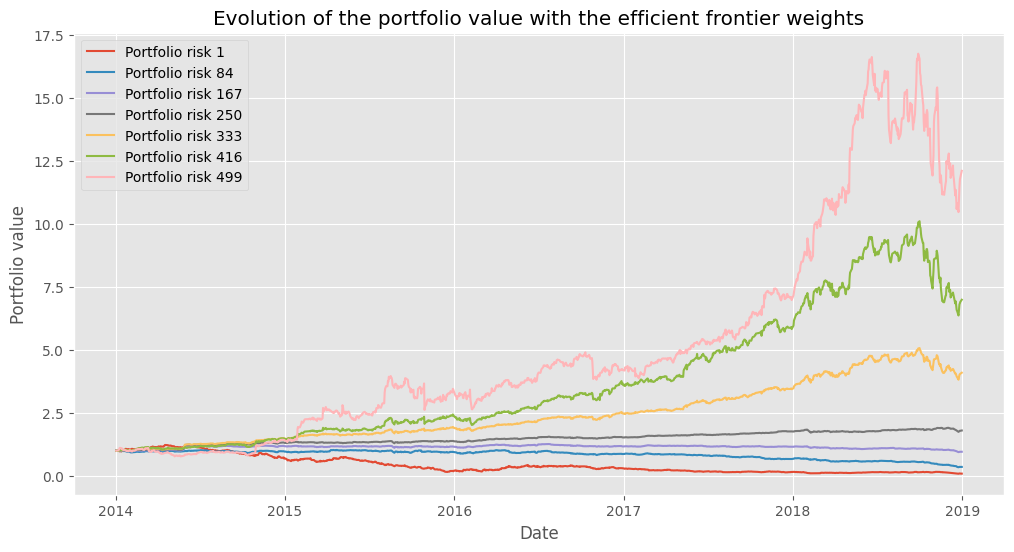 Evolution of the portfolio value with the efficient frontier weights
17.5
15.0
12.5
10.0
7.5
5.0
2.5
0.0
Portfolio value
Portfolio risk 1
Portfolio risk 84
Portfolio risk 167
Portfolio risk 250
Portfolio risk 333
Portfolio risk 416
Portfolio risk 499
2014 2015 2016 2017 2018 2019
Date